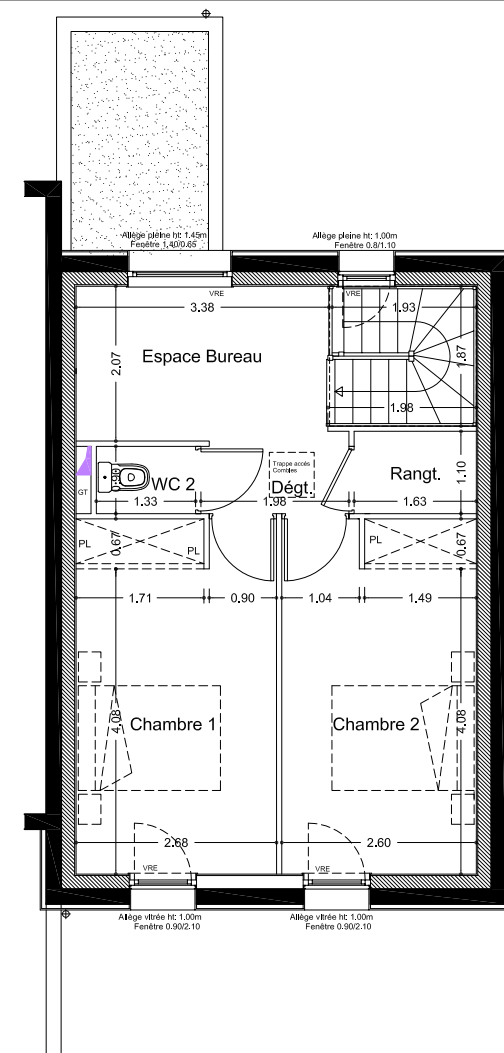 Allège pleine ht: 1.45m
Fenêtre 1.40/0.65
Allège pleine ht: 1.00m
Fenêtre 0.8/1.10
VRE
VRE
3.38
1.93
2.07
Espace Bureau
1.87
1.98
Trappe accès
Combles
GT
0.90
WC 2
Dégt.
Rangt.
1.10
1.33
1.98
1.63
PL
0.67
PL
PL
0.67
1.71
0.90
1.04
1.49
4.08
Chambre 1
Chambre 2
4.08
2.68
2.60
VRE
VRE
Allège vitrée ht: 1.00m
Fenêtre 0.90/2.10
Allège vitrée ht: 1.00m
Fenêtre 0.90/2.10